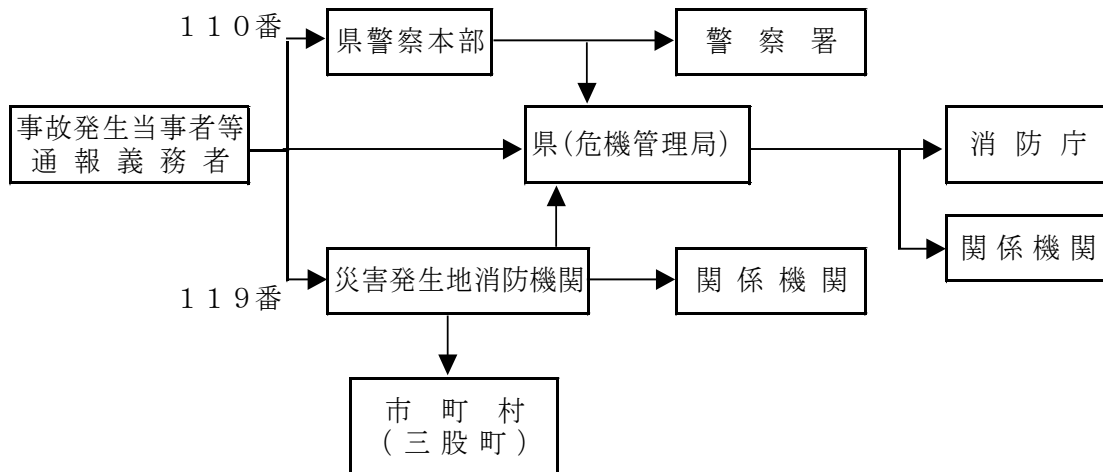 １１０番
県警察本部
警察署
事故発生当事者等
通報義務者
県(危機管理局)
消防庁
関係機関
災害発生地消防機関
関係機関
１１９番
市町村
(三股町)